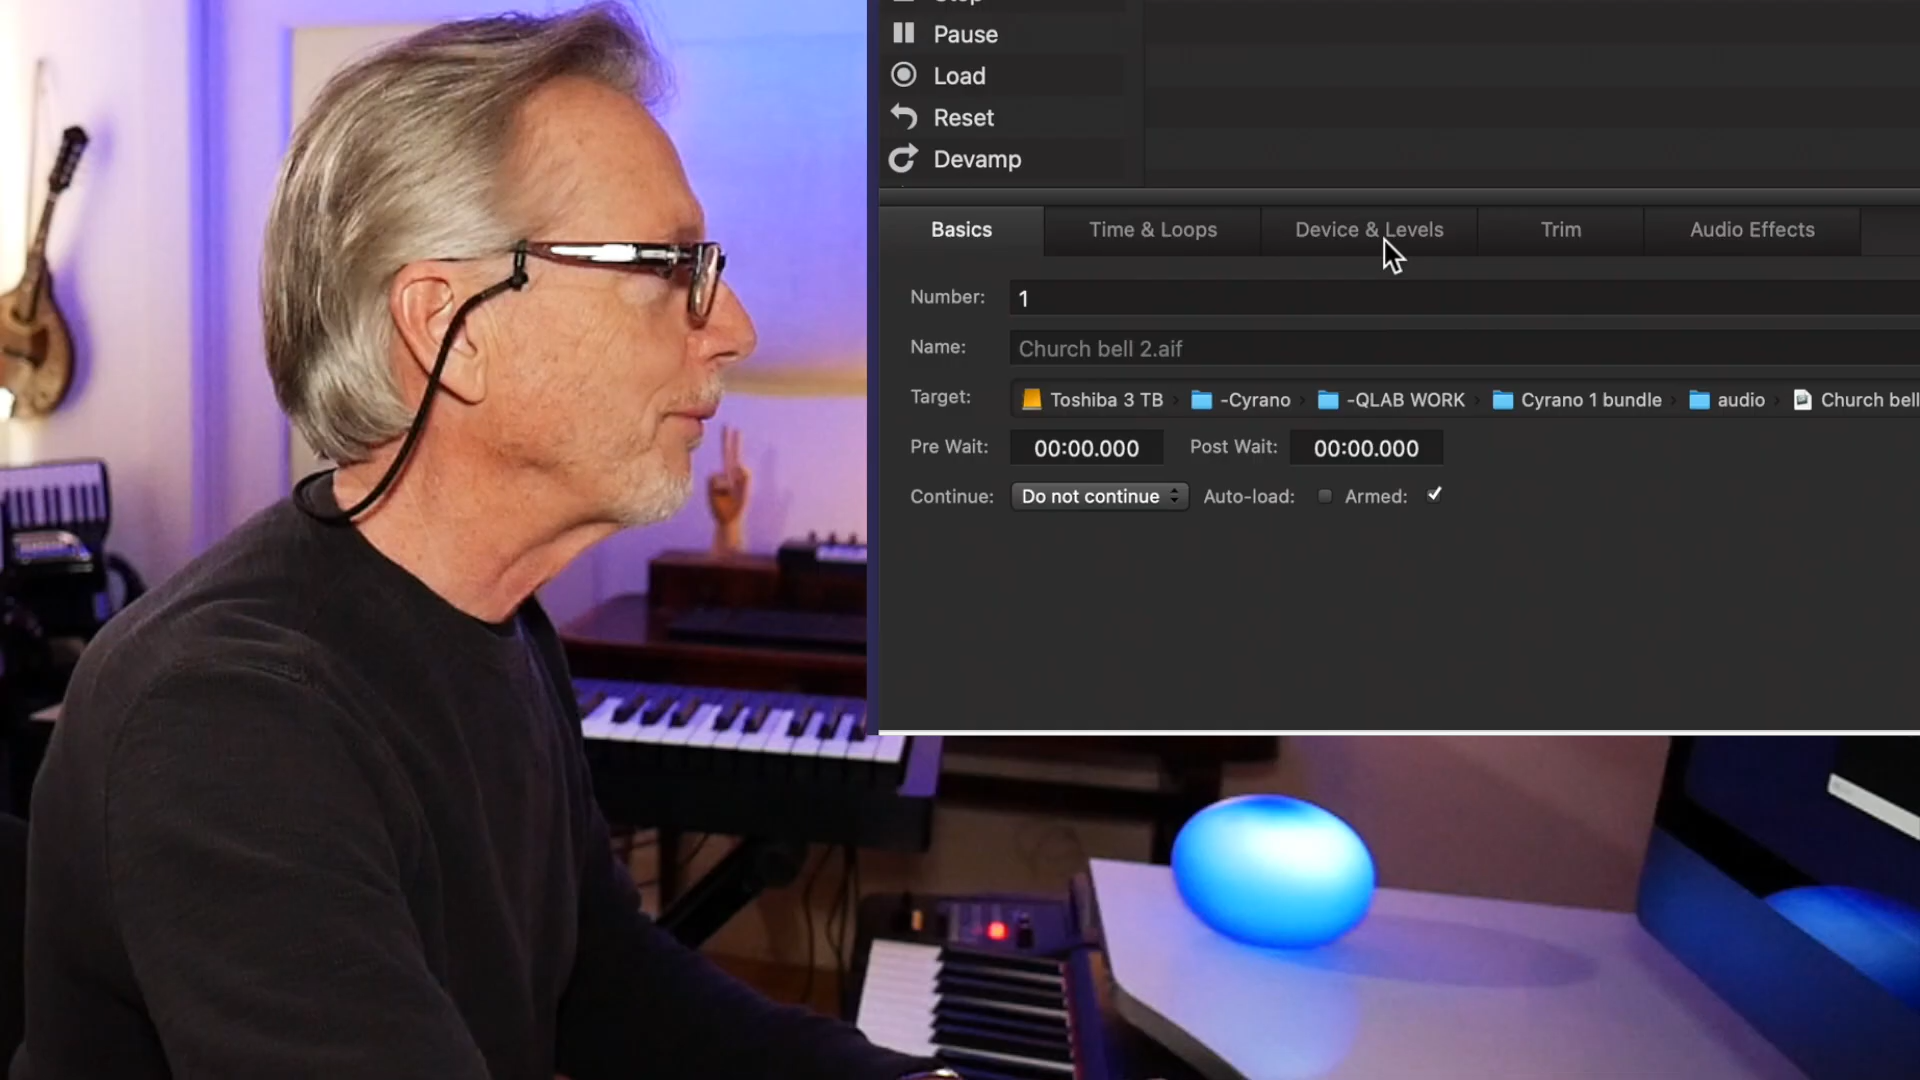 Stop
Pause
Load
Reset
Devamp
Basics Time & Loops Device & Levels Trim Audio Effects
Number: 1
Name: Church bell 2.aif
Target: Toshiba 3 TB › -Cyrano › -QLAB WORK › Cyrano 1 bundle › audio › Church bell
Pre Wait: 00:00.000 Post Wait: 00:00.000
Continue: Do not continue Auto-load: Armed: